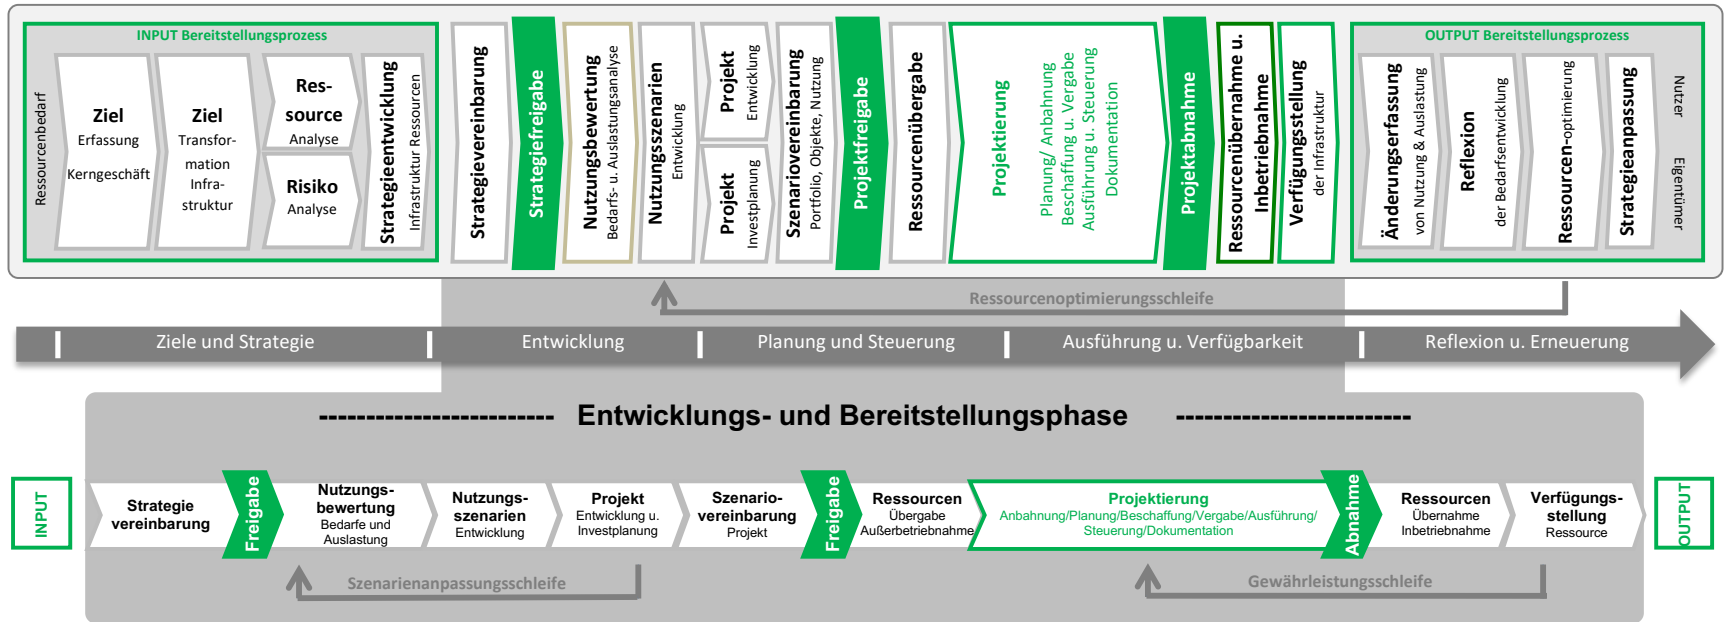 INPUT Bereitstellungsprozess
Ressourcenbedarf
Ziel
Erfassung
Kerngeschäft
Ziel
Transfor-
mation
Infra-
struktur
Res-
source
Analyse
Risiko
Analyse
Strategieentwicklung
Infrastruktur Ressourcen
Strategievereinbarung
Strategiefreigabe
Nutzungsbewertung
Bedarfs- u. Auslastungsanalyse
Nutzungsszenarien
Entwicklung
Projekt
Entwicklung
Projekt
Investplanung
Szenariovereinbarung
Portfolio, Objekte, Nutzung
Projektfreigabe
Ressourcenübergabe
Projektierung
Planung/ Anbahnung
Beschaffung u. Vergabe
Ausführung u. Steuerung
Dokumentation
Projektabnahme
Ressourcenübernahme u.
Inbetriebnahme
Verfügungsstellung
der Infrastruktur
OUTPUT Bereitstellungsprozess
Änderungserfassung
von Nutzung & Auslastung
Reflexion
der Bedarfsentwicklung
Ressourcen-optimierung
Strategieanpassung
Nutzer
Eigentümer
Ressourcenoptimierungsschleife
Ziele und Strategie
Entwicklung
Planung und Steuerung
Ausführung u. Verfügbarkeit
Reflexion u. Erneuerung
----------------------- Entwicklungs- und Bereitstellungsphase -----------------------
INPUT
Strategie
vereinbarung
Freigabe
Nutzungs-
bewertung
Bedarfe und
Auslastung
Nutzungs-
szenarien
Entwicklung
Projekt
Entwicklung u.
Investplanung
Szenario-
vereinbarung
Projekt
Freigabe
Ressourcen
Übergabe
Außerbetriebnahme
Projektierung
Anbahnung/Planung/Beschaffung/Vergabe/Ausführung/
Steuerung/Dokumentation
Abnahme
Ressourcen
Übernahme
Inbetriebnahme
Verfügungs-
stellung
Ressource
OUTPUT
Szenarienanpassungsschleife
Gewährleistungsschleife